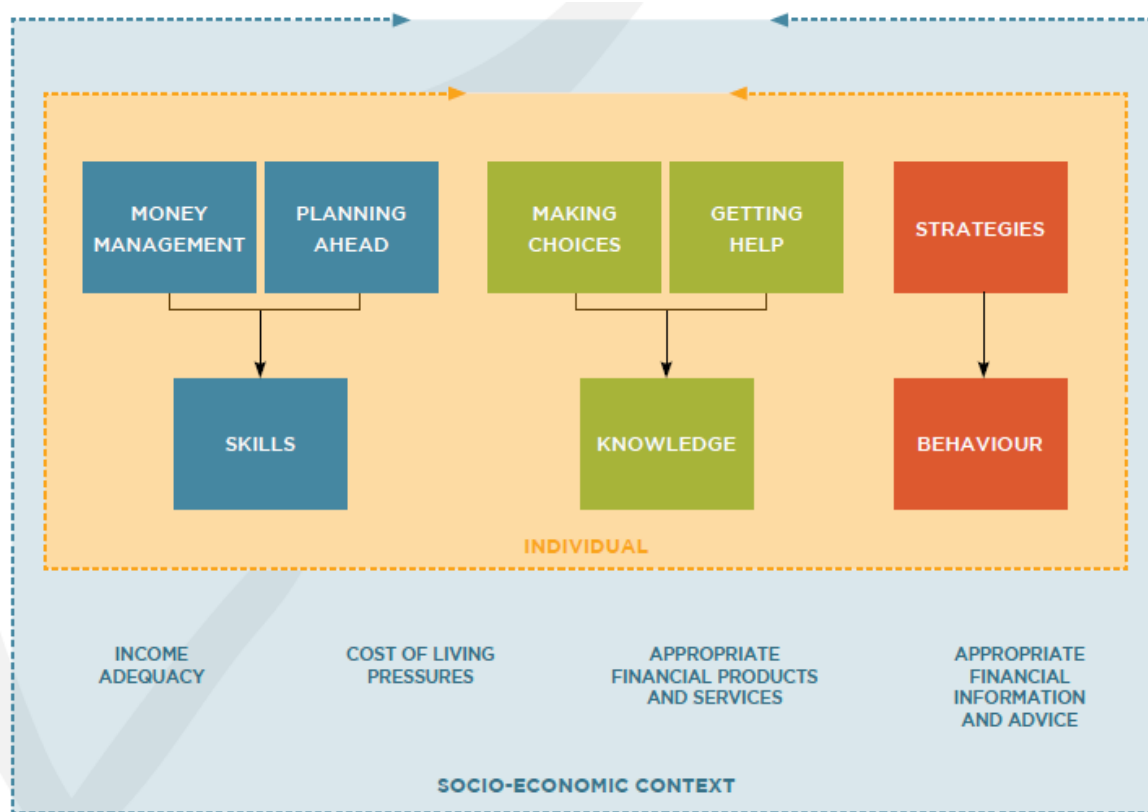 MONEY
MANAGEMENT
PLANNING
AHEAD
MAKING
CHOICES
GETTING
HELP
STRATEGIES
SKILLS
KNOWLEDGE
BEHAVIOUR
INDIVIDUAL
INCOME
ADEQUACY
COST OF LIVING
PRESSURES
APPROPRIATE
FINANCIAL PRODUCTS
AND SERVICES
APPROPRIATE
FINANCIAL
INFORMATION
AND ADVICE
SOCIO-ECONOMIC CONTEXT